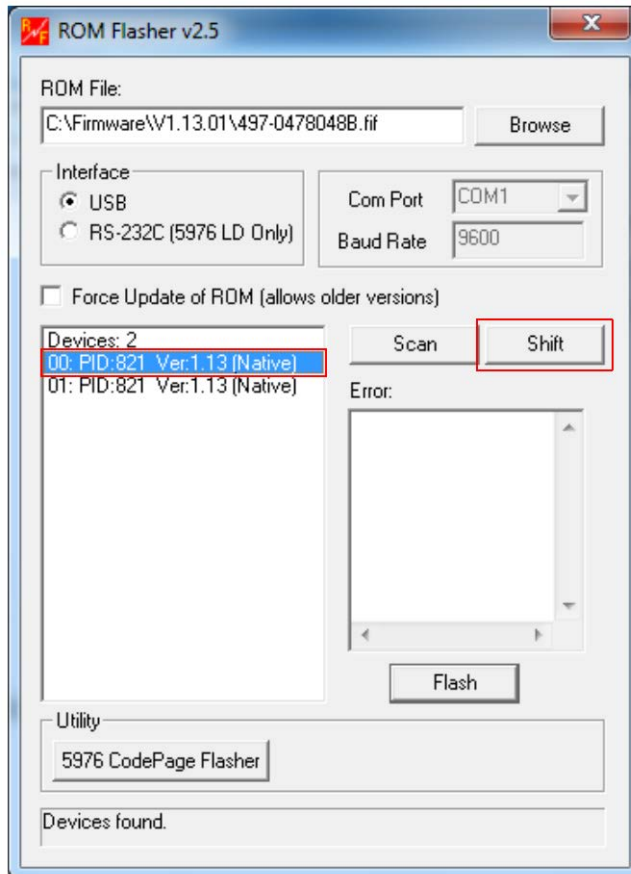 ROM Flasher v2.5
ROM File:
C:\Firmware\V1.13.01\497-0478048B.fif
Browse
Interface
USB
RS-232C (5976 LD Only)
Com Port COM1
Baud Rate 9600
Force Update of ROM (allows older versions)
Devices: 2
00: PID:821 Ver:1.13 (Native)
01: PID:821 Ver:1.13 (Native)
Scan
Shift
Error:
Flash
Utility
5976 CodePage Flasher
Devices found.